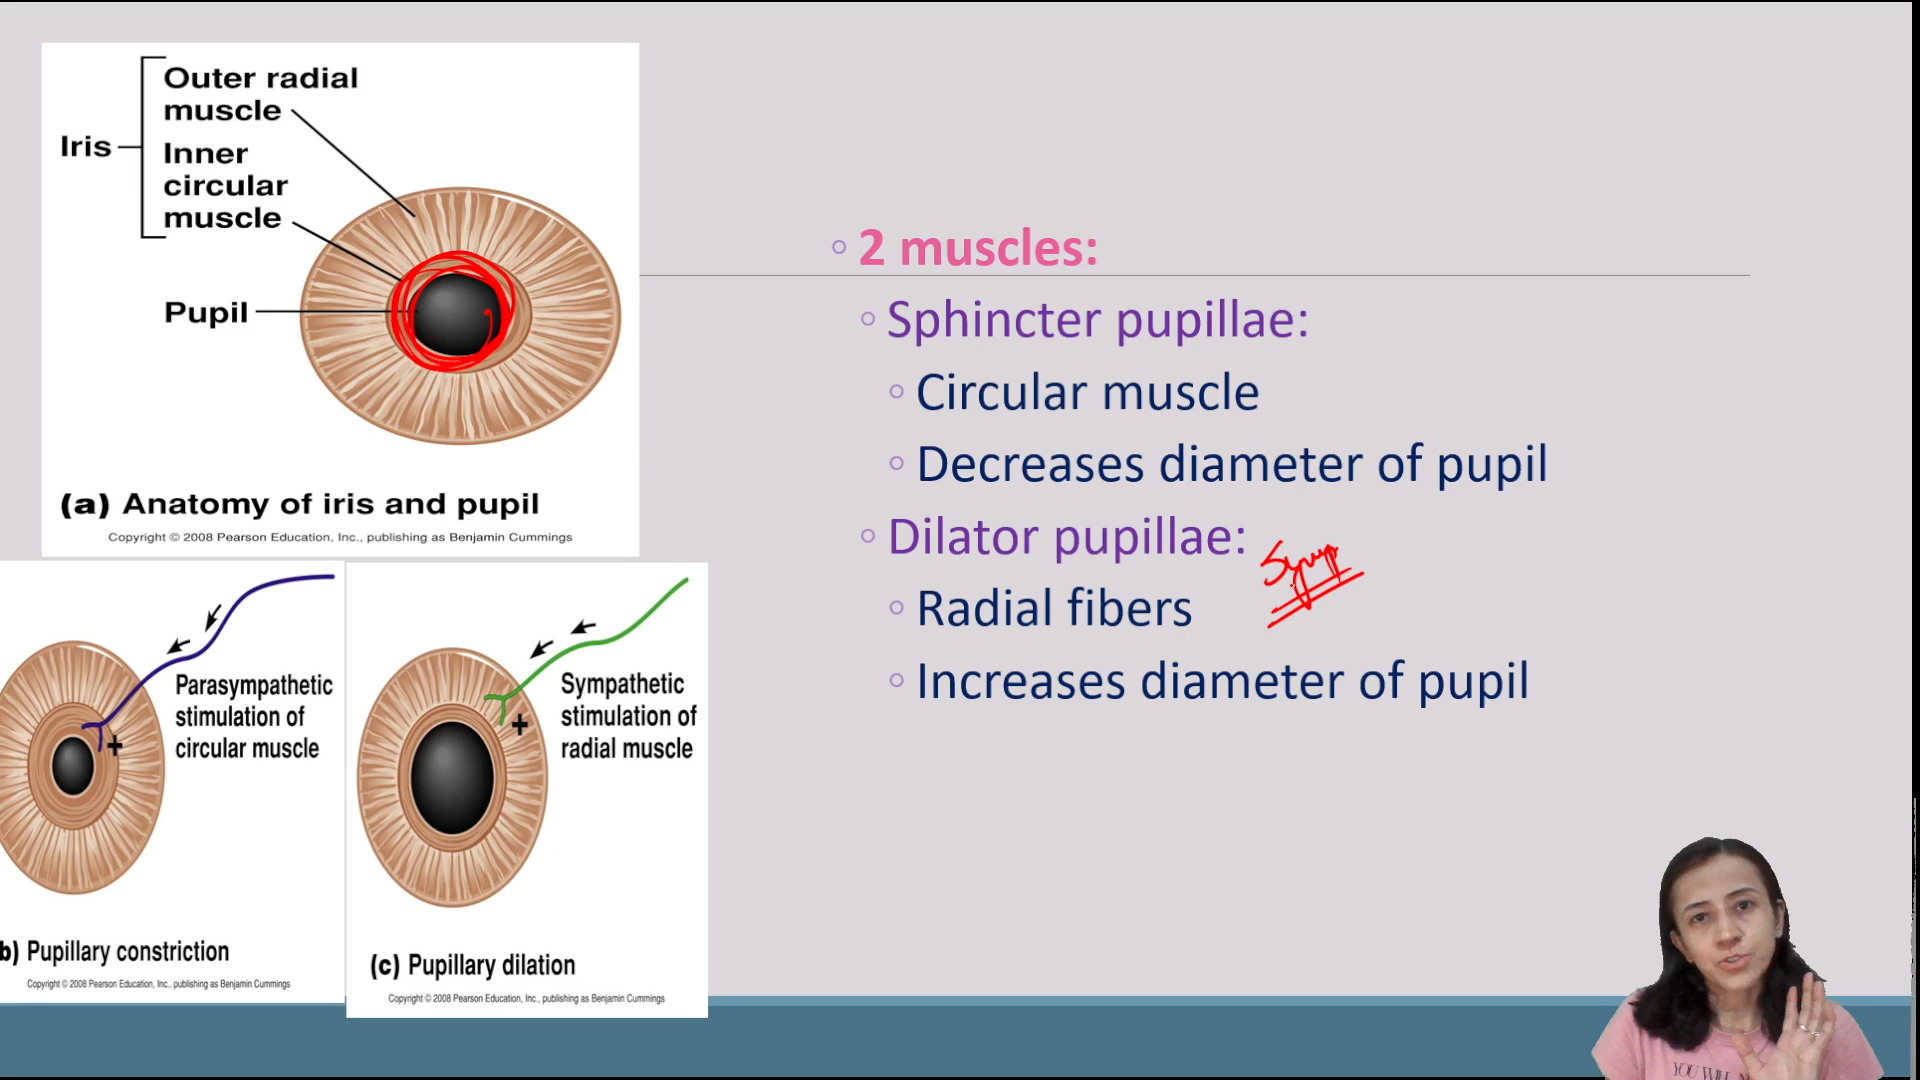 Outer radial
muscle
Iris
Inner
circular
muscle
Pupil
(a) Anatomy of iris and pupil
Copyright © 2008 Pearson Education, Inc., publishing as Benjamin Cummings
Parasympathetic
stimulation of
circular muscle
+
b) Pupillary constriction
Copyright © 2008 Pearson Education, Inc., publishing as Benjamin Cummings
Sympathetic
stimulation of
radial muscle
+
(c) Pupillary dilation
Copyright © 2008 Pearson Education, Inc., publishing as Benjamin Cummings
2 muscles:
Sphincter pupillae:
Circular muscle
Decreases diameter of pupil
Dilator pupillae:
Symp
Radial fibers
Increases diameter of pupil
YOU WILL